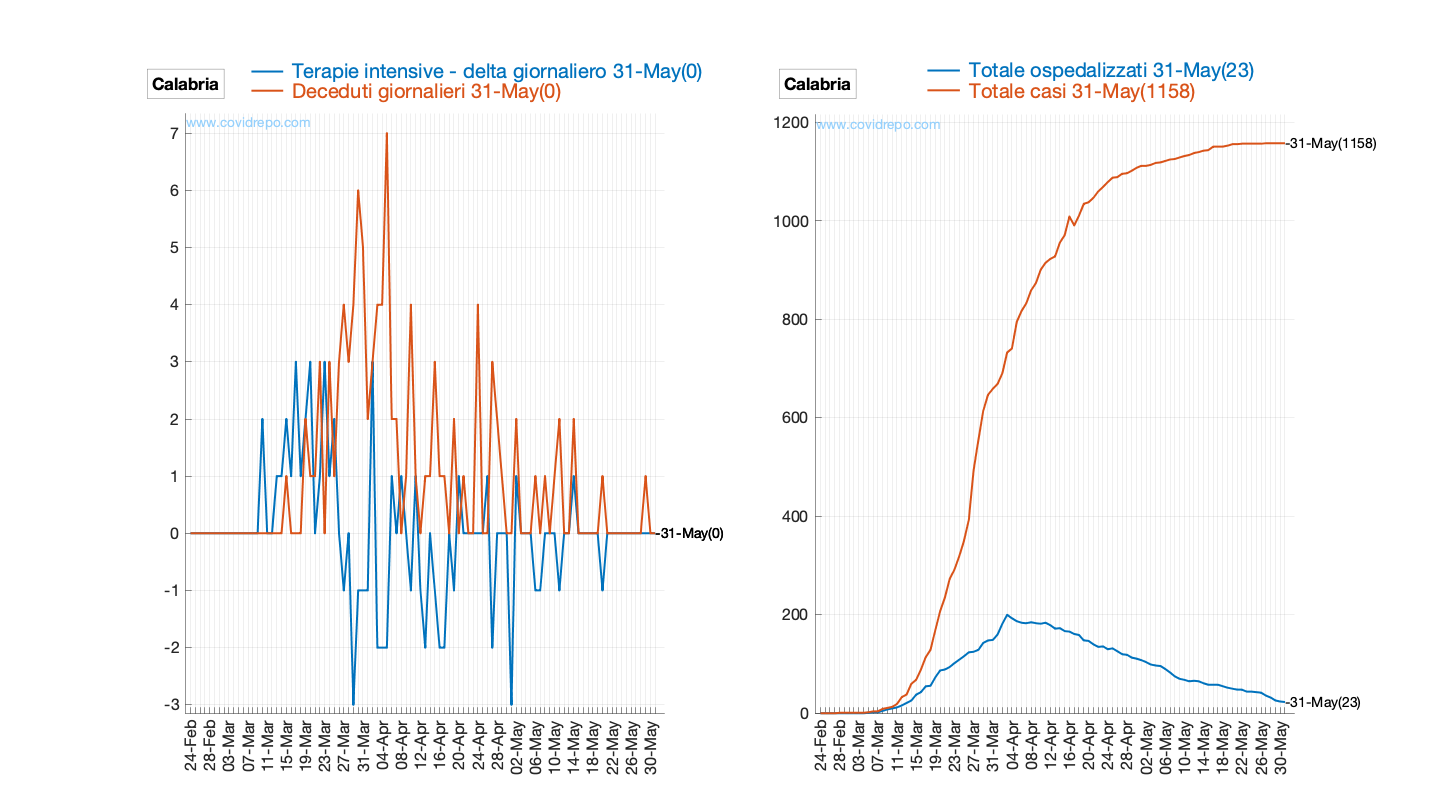 Calabria
Terapie intensive - delta giornaliero 31-May(0)
Deceduti giornalieri 31-May(0)
www.covidrepo.com
7
6
5
4
3
2
1
0
-1
-2
-3
-31-May(0)
24-Feb
28-Feb
03-Mar
07-Mar
11-Mar
15-Mar
19-Mar
23-Mar
27-Mar
31-Mar
04-Apr
08-Apr
12-Apr
16-Apr
20-Apr
24-Apr
28-Apr
02-May
06-May
10-May
14-May
18-May
22-May
26-May
30-May
Calabria
Totale ospedalizzati 31-May(23)
Totale casi 31-May(1158)
www.covidrepo.com
1200
1000
800
600
400
200
0
-31-May(1158)
-31-May(23)
24-Feb
28-Feb
03-Mar
07-Mar
11-Mar
15-Mar
19-Mar
23-Mar
27-Mar
31-Mar
04-Apr
08-Apr
12-Apr
16-Apr
20-Apr
24-Apr
28-Apr
02-May
06-May
10-May
14-May
18-May
22-May
26-May
30-May